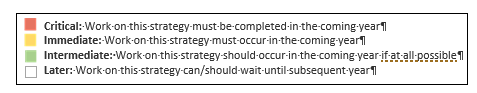 Critical: Work on this strategy must be completed in the coming year¶
Immediate: Work on this strategy must occur in the coming year¶
Intermediate: Work on this strategy should occur in the coming year if at all possible¶
Later: Work on this strategy can/should wait until subsequent year¶